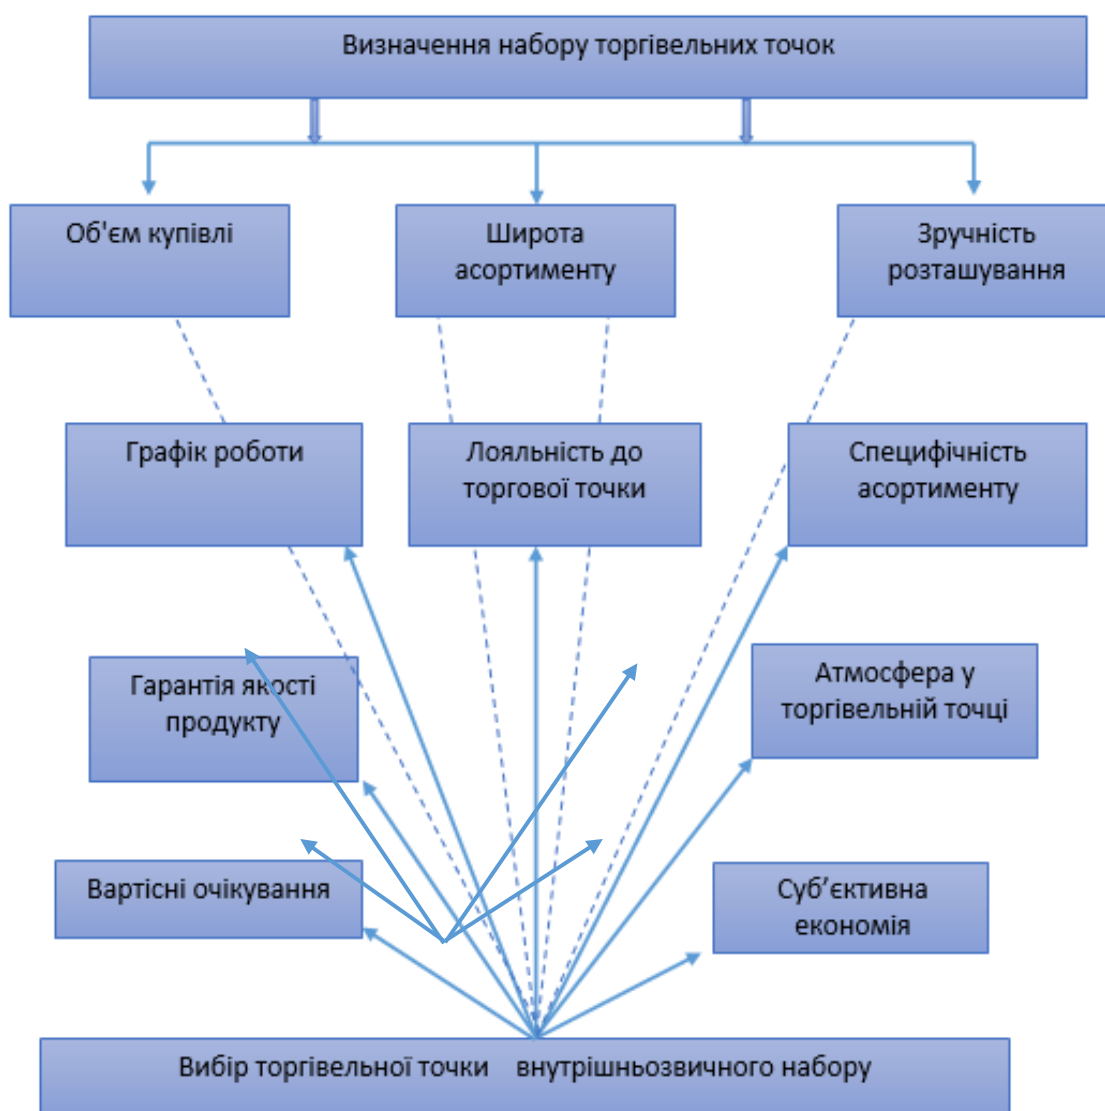 Визначення набору торгівельних точок
Об'єм купівлі
Широта
асортименту
Зручність
розташування
Графік роботи
Лояльність до
торгової точки
Специфічність
асортименту
Гарантія якості
продукту
Атмосфера у
торгівельній точці
Вартісні очікування
Суб’єктивна
економія
Вибір торгівельної точки внутрішньозвичного набору